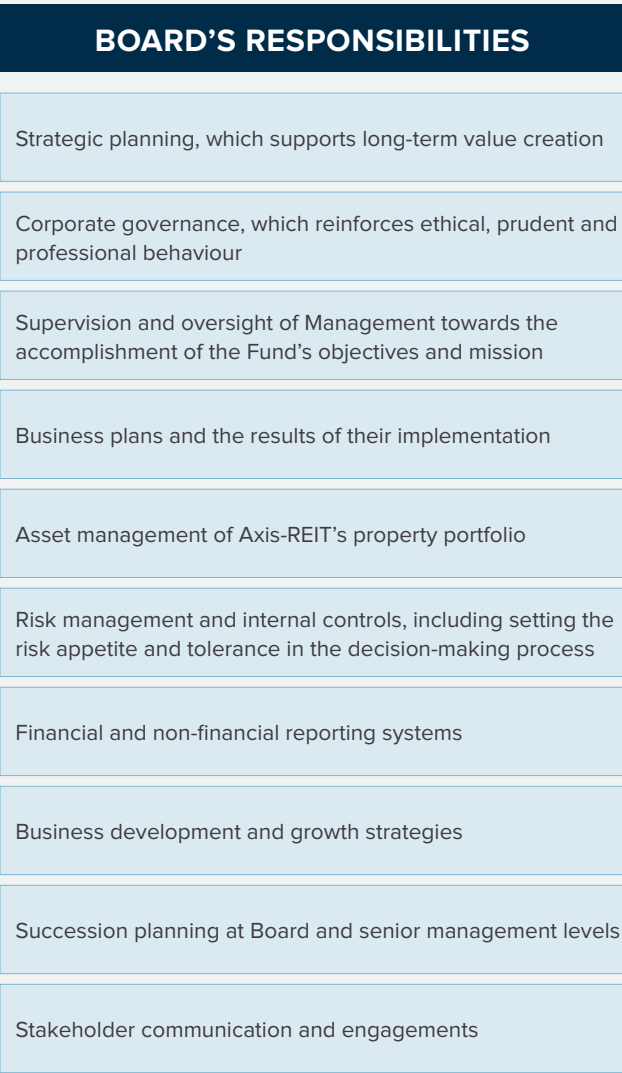 BOARD’S RESPONSIBILITIES
Strategic planning, which supports long-term value creation
Corporate governance, which reinforces ethical, prudent and
professional behaviour
Supervision and oversight of Management towards the
accomplishment of the Fund’s objectives and mission
Business plans and the results of their implementation
Asset management of Axis-REIT’s property portfolio
Risk management and internal controls, including setting the
risk appetite and tolerance in the decision-making process
Financial and non-financial reporting systems
Business development and growth strategies
Succession planning at Board and senior management levels
Stakeholder communication and engagements